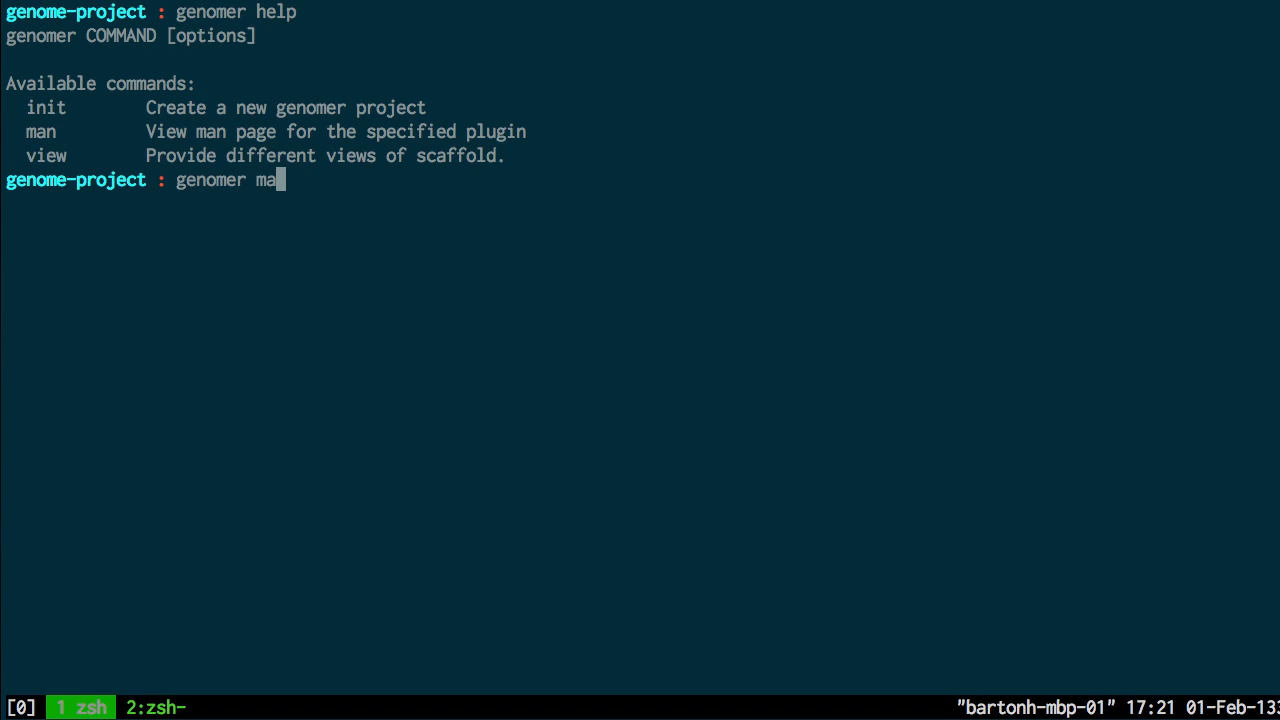 genome-project : genomer help
genomer COMMAND [options]
Available commands:
init Create a new genomer project
man View man page for the specified plugin
view Provide different views of scaffold.
genome-project : genomer ma
[0] 1 zsh 2:zsh- "bartonh-mbp-01" 17:21 01-Feb-13